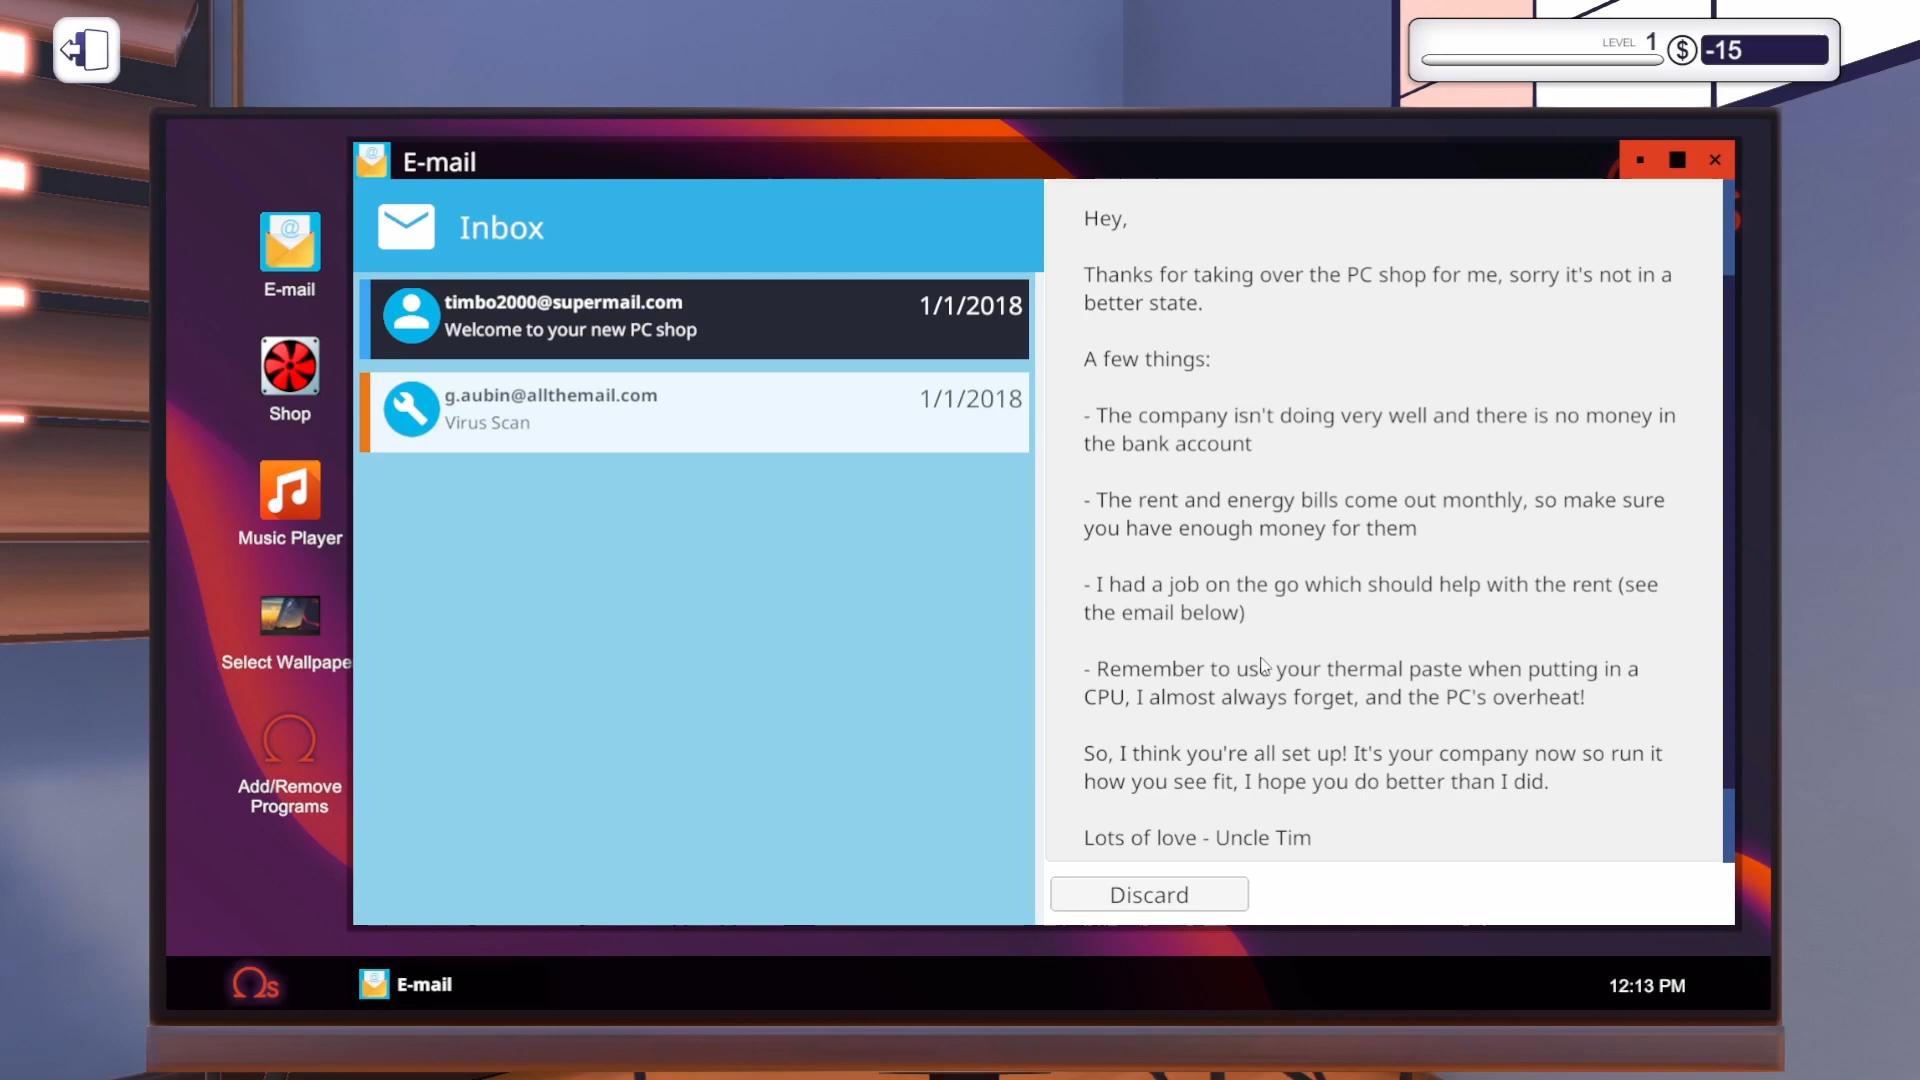 LEVEL 1
$ -15
E-mail
Inbox
timbo2000@supermail.com
1/1/2018
Welcome to your new PC shop
g.aubin@allthemail.com
1/1/2018
Virus Scan
Hey,
Thanks for taking over the PC shop for me, sorry it's not in a
better state.
A few things:
- The company isn't doing very well and there is no money in
the bank account
- The rent and energy bills come out monthly, so make sure
you have enough money for them
- I had a job on the go which should help with the rent (see
the email below)
- Remember to use your thermal paste when putting in a
CPU, I almost always forget, and the PC's overheat!
So, I think you're all set up! It's your company now so run it
how you see fit, I hope you do better than I did.
Lots of love - Uncle Tim
Discard
E-mail
Shop
Music Player
Select Wallpape
Add/Remove
Programs
Ωs
E-mail
12:13 PM